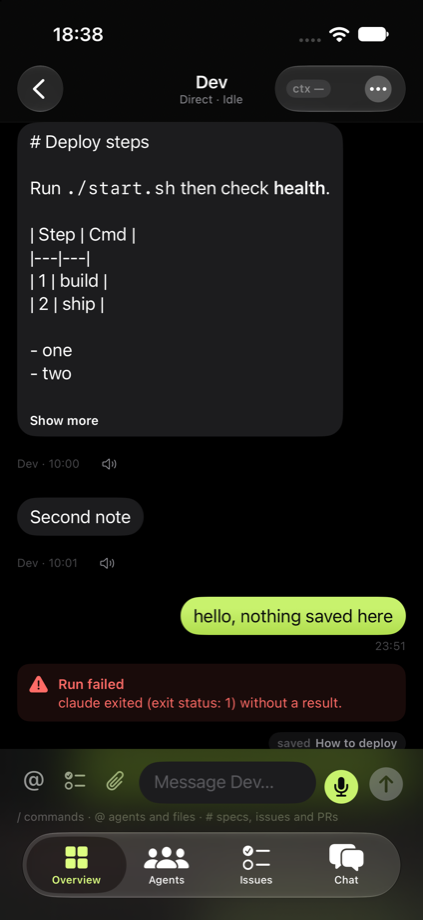 18:38
Dev
Direct · Idle
ctx —
# Deploy steps
Run ./start.sh then check health.
| Step | Cmd |
|---|---|
| 1 | build |
| 2 | ship |
- one
- two
Show more
Dev · 10:00
Second note
Dev · 10:01
hello, nothing saved here
23:51
Run failed
claude exited (exit status: 1) without a result.
saved How to deploy
Message Dev...
/ commands · @ agents and files · # specs, issues and PRs
Overview
Agents
Issues
Chat